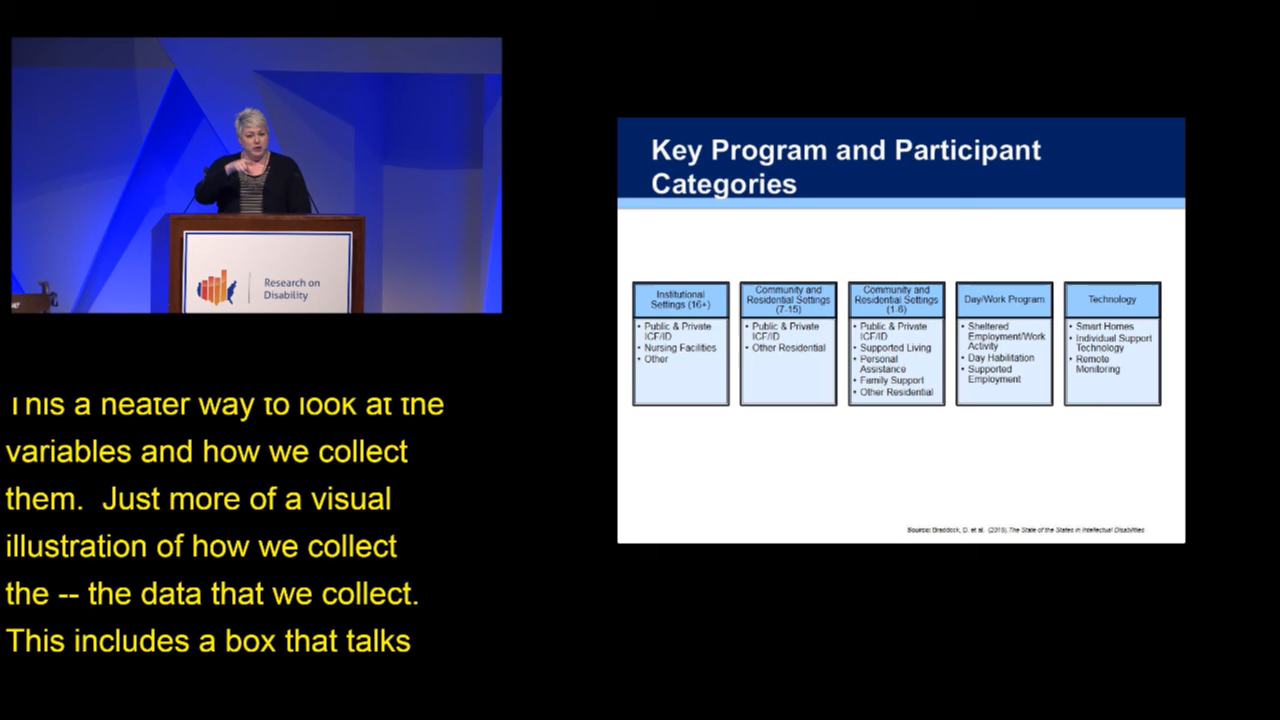 Research on
Disability
This a neater way to look at the
variables and how we collect
them.  Just more of a visual
illustration of how we collect
the -- the data that we collect.
This includes a box that talks
Key Program and Participant
Categories
Institutional
Settings (16+)
• Public & Private
ICF/ID
• Nursing Facilities
• Other
Community and
Residential Settings
(7-15)
• Public & Private
ICF/ID
• Other Residential
Community and
Residential Settings
(1-6)
• Public & Private
ICF/ID
• Supported Living
• Personal
Assistance
• Family Support
• Other Residential
Day/Work Program
• Sheltered
Employment/Work
Activity
• Day Habilitation
• Supported
Employment
Technology
• Smart Homes
• Individual Support
Technology
• Remote
Monitoring
Source: Braddock, D. et al. The State of the States in Intellectual Disabilities